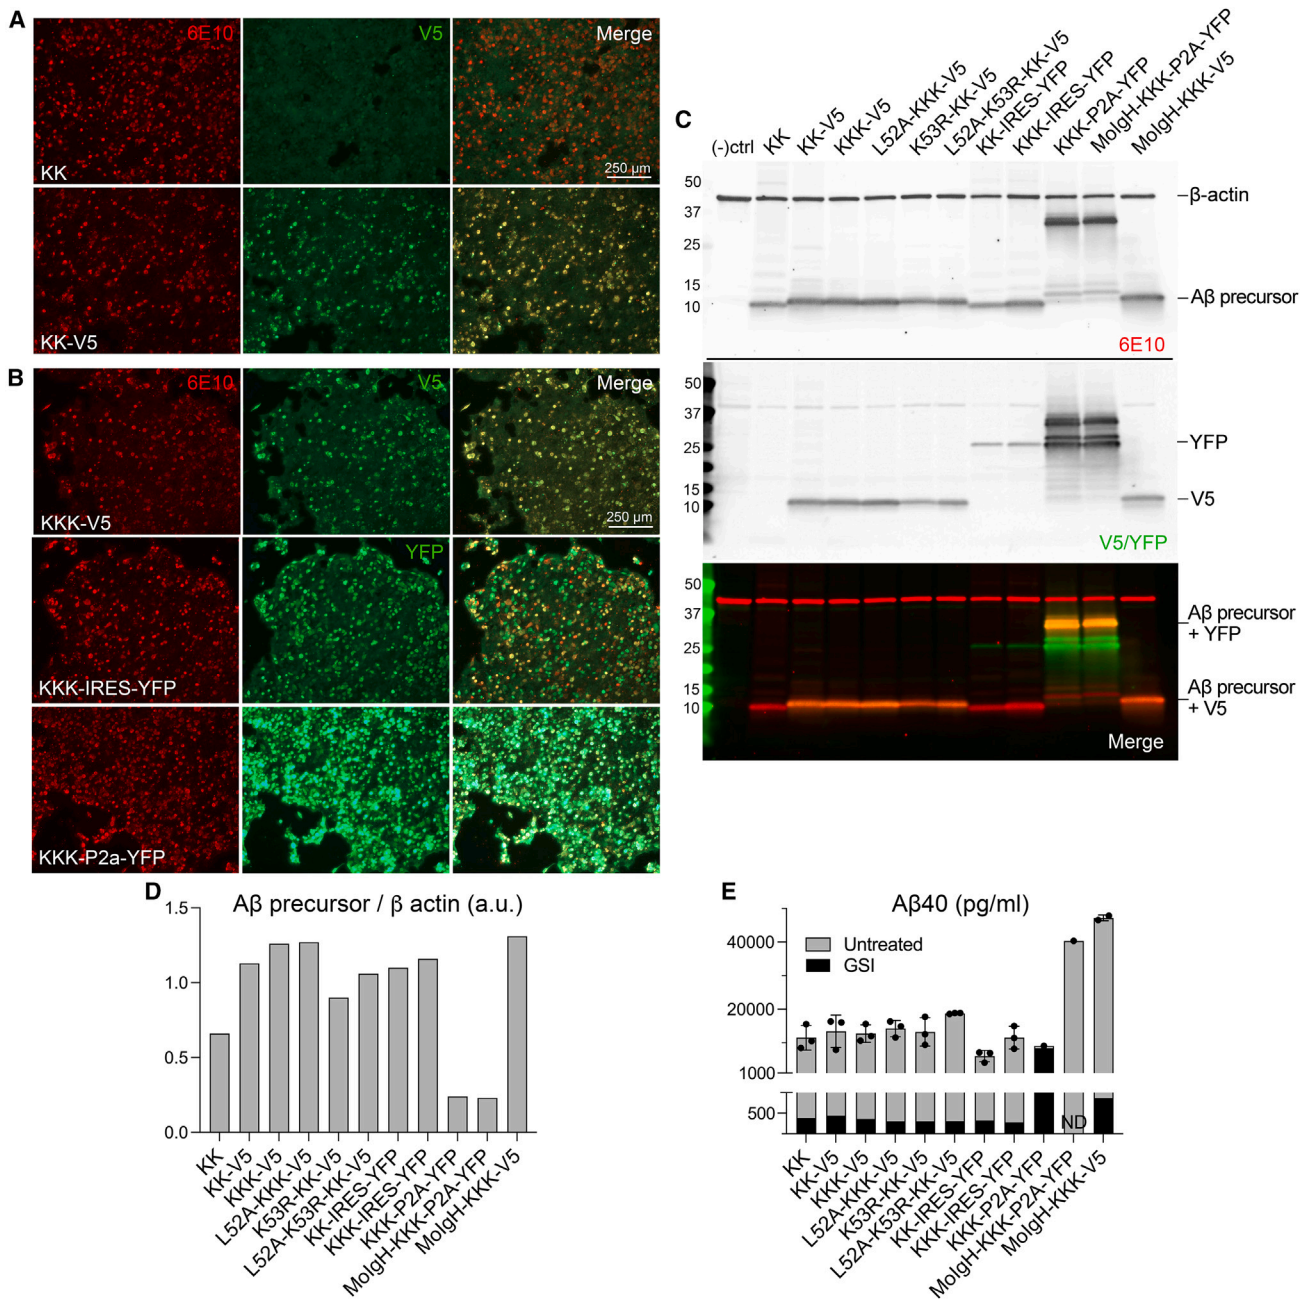 A
6E10
V5
Merge
KK
250 µm
KK-V5
B
6E10
V5
Merge
KKK-V5
250 µm
YFP
KKK-IRES-YFP
KKK-P2a-YFP
C
(-)ctrl
KK
KK-V5
KKK-V5
L52A-KKK-V5
K53R-KK-V5
L52A-K53R-KK-V5
KK-IRES-YFP
KKK-IRES-YFP
KKK-P2A-YFP
MoIgH-KKK-P2A-YFP
MoIgH-KKK-V5
50
37
25
15
10
β-actin
Aβ precursor
6E10
50
37
25
15
10
YFP
V5
V5/YFP
50
37
25
15
10
Aβ precursor
+ YFP
Aβ precursor
+ V5
Merge
D
Aβ precursor / β actin (a.u.)
1.5
1.0
0.5
0.0
KK
KK-V5
KKK-V5
L52A-KKK-V5
K53R-KK-V5
L52A-K53R-KK-V5
KK-IRES-YFP
KKK-IRES-YFP
KKK-P2A-YFP
MoIgH-KKK-P2A-YFP
MoIgH-KKK-V5
E
Aβ40 (pg/ml)
40000
20000
1000
500
Untreated
GSI
ND
KK
KK-V5
KKK-V5
L52A-KKK-V5
K53R-KK-V5
L52A-K53R-KK-V5
KK-IRES-YFP
KKK-IRES-YFP
KKK-P2A-YFP
MoIgH-KKK-P2A-YFP
MoIgH-KKK-V5